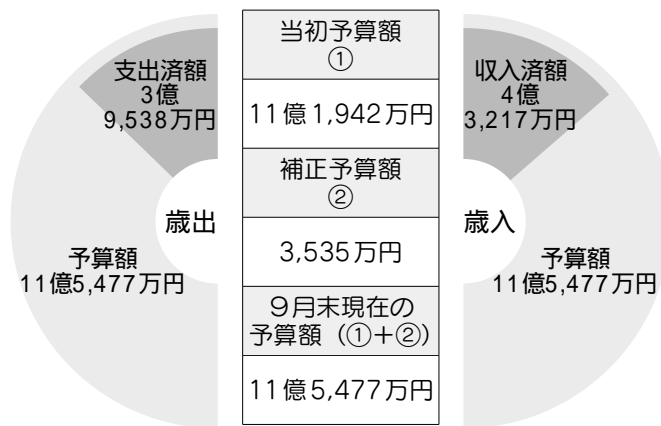 支出済額
3億
9,538万円
歳出
予算額
11億5,477万円
当初予算額
①
11億1,942万円
補正予算額
②
3,535万円
9月末現在の
予算額（①＋②）
11億5,477万円
収入済額
4億
3,217万円
歳入
予算額
11億5,477万円